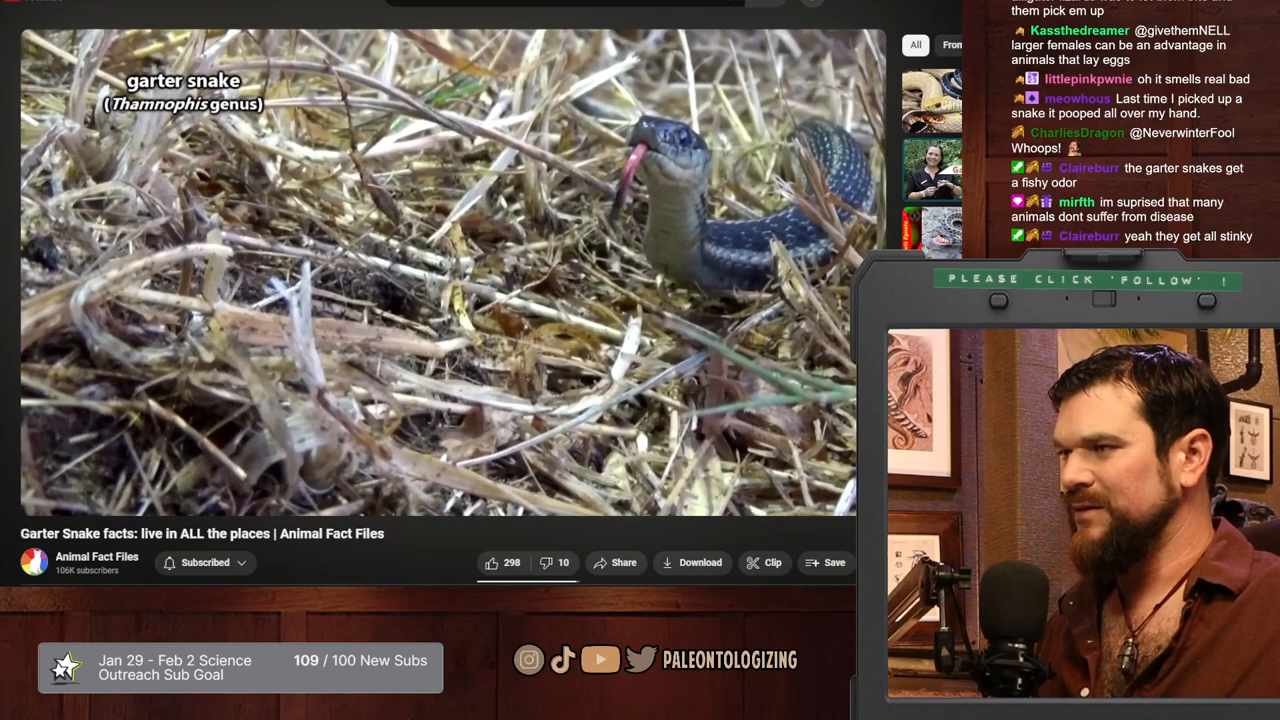 garter snake
(Thamnophis genus)
All
From
them pick em up
Kassthedreamer @givethemNELL
larger females can be an advantage in
animals that lay eggs
littlepinkpwnie oh it smells real bad
meowhous Last time I picked up a
snake it pooped all over my hand.
CharliesDragon @NeverwinterFool
Whoops!
Claireburr the garter snakes get
a fishy odor
mirfth im suprised that many
animals dont suffer from disease
Claireburr yeah they get all stinky
PLEASE CLICK 'FOLLOW' !
Garter Snake facts: live in ALL the places | Animal Fact Files
Animal Fact Files
106K subscribers
Subscribed
298
10
Share
Download
Clip
Save
Jan 29 - Feb 2 Science
Outreach Sub Goal
109 / 100 New Subs
PALEONTOLOGIZING